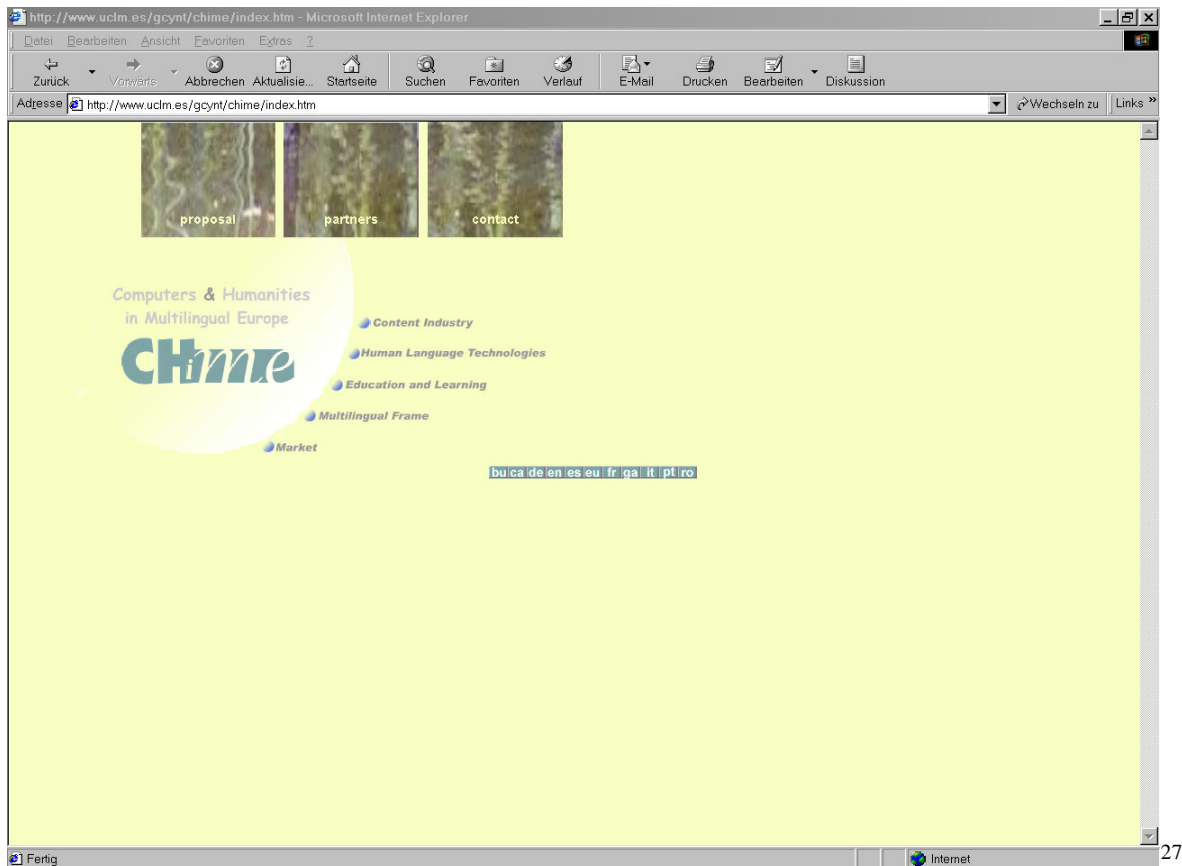 http://www.uclm.es/gcynt/chime/index.htm - Microsoft Internet Explorer
Datei Bearbeiten Ansicht Favoriten Extras ?
Zurück Vorwärts Abbrechen Aktualisie... Startseite Suchen Favoriten Verlauf E-Mail Drucken Bearbeiten Diskussion
Adresse http://www.uclm.es/gcynt/chime/index.htm Wechseln zu Links »
proposal partners contact
Computers & Humanities
in Multilingual Europe
CHime
Content Industry
Human Language Technologies
Education and Learning
Multilingual Frame
Market
bu ca de en es eu fr ga it pt ro
Fertig Internet
27